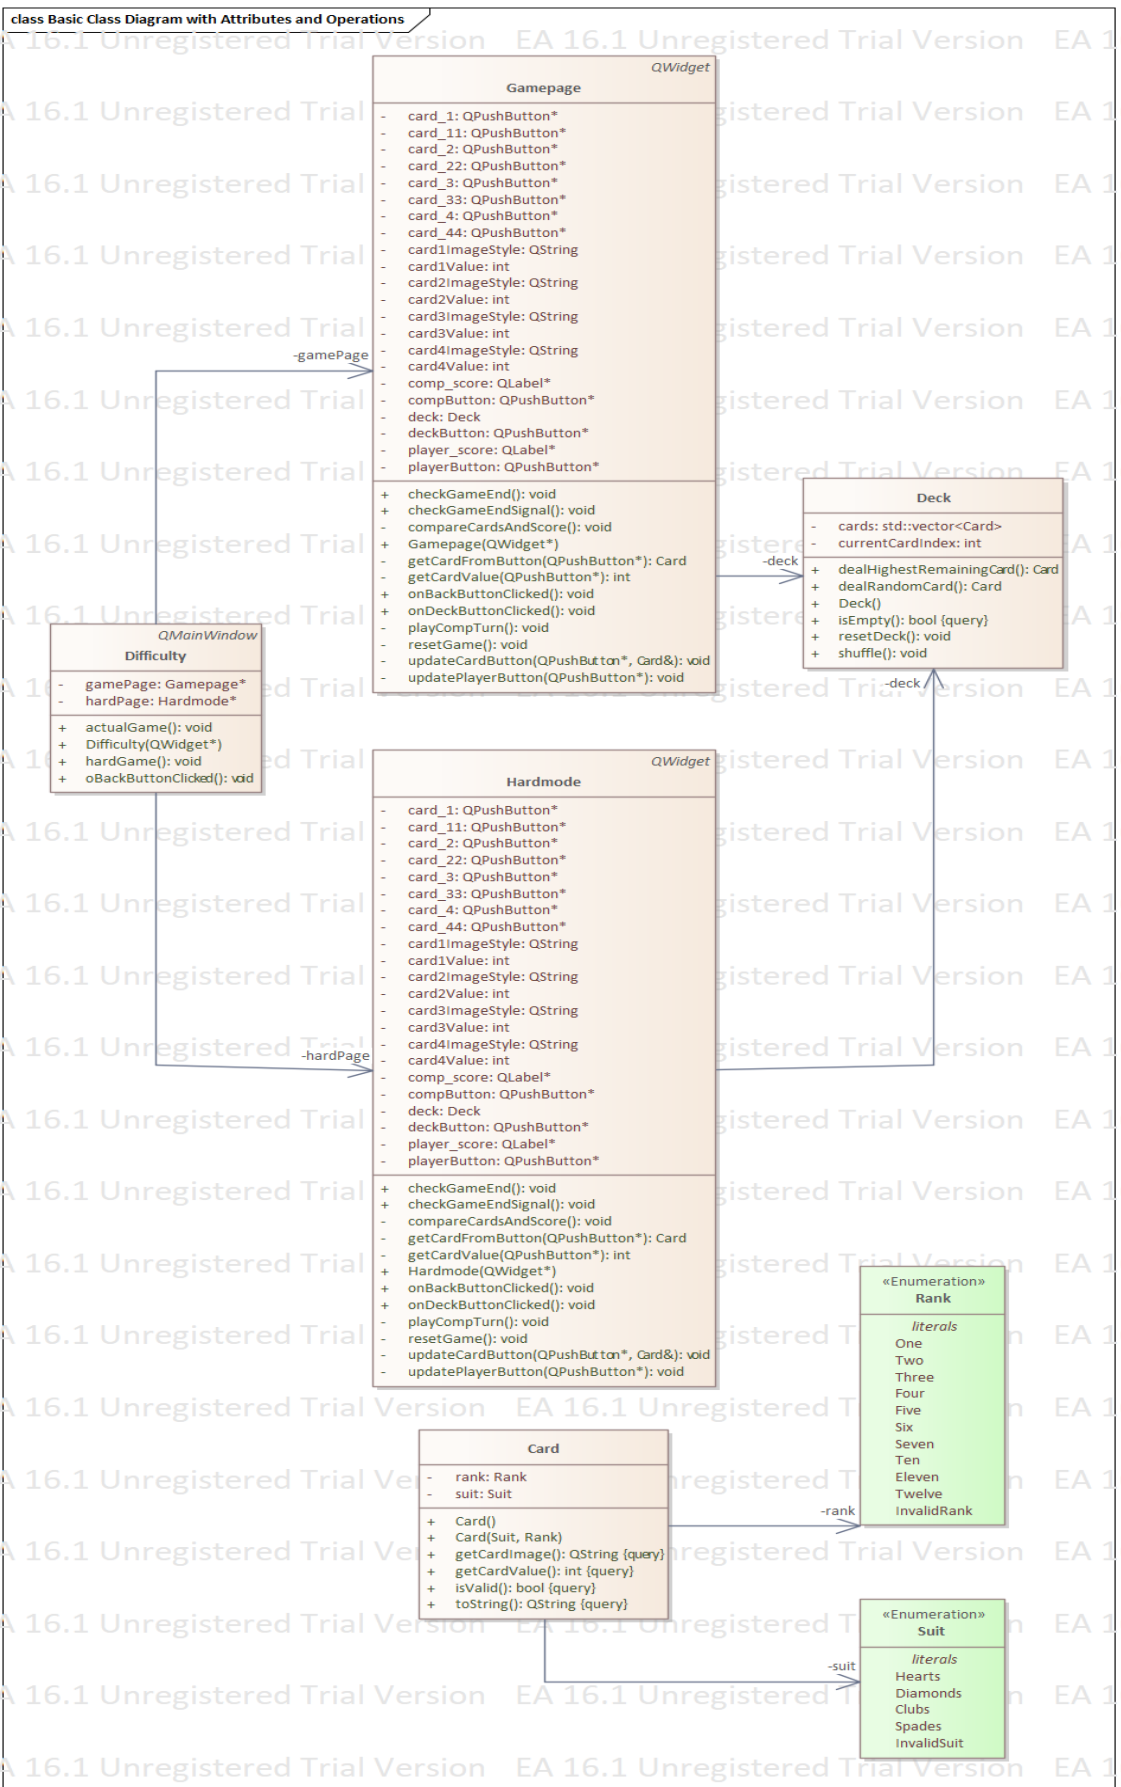 class Basic Class Diagram with Attributes and Operations
EA 16.1 Unregistered Trial Version EA 16.1 Unregistered Trial Version EA 1
QWidget
Gamepage
- card_1: QPushButton*
- card_11: QPushButton*
- card_2: QPushButton*
- card_22: QPushButton*
- card_3: QPushButton*
- card_33: QPushButton*
- card_4: QPushButton*
- card_44: QPushButton*
- card1ImageStyle: QString
- card1Value: int
- card2ImageStyle: QString
- card2Value: int
- card3ImageStyle: QString
- card3Value: int
- card4ImageStyle: QString
- card4Value: int
- comp_score: QLabel*
- compButton: QPushButton*
- deck: Deck
- deckButton: QPushButton*
- player_score: QLabel*
- playerButton: QPushButton*
+ checkGameEnd(): void
+ checkGameEndSignal(): void
- compareCardsAndScore(): void
+ Gamepage(QWidget*)
- getCardFromButton(QPushButton*): Card
- getCardValue(QPushButton*): int
+ onBackButtonClicked(): void
+ onDeckButtonClicked(): void
- playCompTurn(): void
- resetGame(): void
- updateCardButton(QPushButton*, Card&): void
- updatePlayerButton(QPushButton*): void
-gamePage
-deck
Deck
- cards: std::vector<Card>
- currentCardIndex: int
+ dealHighestRemainingCard(): Card
+ dealRandomCard(): Card
+ Deck()
+ isEmpty(): bool {query}
+ resetDeck(): void
+ shuffle(): void
-deck
QMainWindow
Difficulty
- gamePage: Gamepage*
- hardPage: Hardmode*
+ actualGame(): void
+ Difficulty(QWidget*)
+ hardGame(): void
+ oBackButtonClicked(): void
-hardPage
QWidget
Hardmode
- card_1: QPushButton*
- card_11: QPushButton*
- card_2: QPushButton*
- card_22: QPushButton*
- card_3: QPushButton*
- card_33: QPushButton*
- card_4: QPushButton*
- card_44: QPushButton*
- card1ImageStyle: QString
- card1Value: int
- card2ImageStyle: QString
- card2Value: int
- card3ImageStyle: QString
- card3Value: int
- card4ImageStyle: QString
- card4Value: int
- comp_score: QLabel*
- compButton: QPushButton*
- deck: Deck
- deckButton: QPushButton*
- player_score: QLabel*
- playerButton: QPushButton*
+ checkGameEnd(): void
+ checkGameEndSignal(): void
- compareCardsAndScore(): void
- getCardFromButton(QPushButton*): Card
- getCardValue(QPushButton*): int
+ Hardmode(QWidget*)
+ onBackButtonClicked(): void
+ onDeckButtonClicked(): void
- playCompTurn(): void
- resetGame(): void
- updateCardButton(QPushButton*, Card&): void
- updatePlayerButton(QPushButton*): void
Card
- rank: Rank
- suit: Suit
+ Card()
+ Card(Suit, Rank)
+ getCardImage(): QString {query}
+ getCardValue(): int {query}
+ isValid(): bool {query}
+ toString(): QString {query}
-rank
«Enumeration»
Rank
literals
One
Two
Three
Four
Five
Six
Seven
Ten
Eleven
Twelve
InvalidRank
-suit
«Enumeration»
Suit
literals
Hearts
Diamonds
Clubs
Spades
InvalidSuit